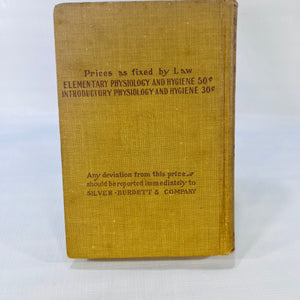 Prices as fixed by Law
ELEMENTARY PHYSIOLOGY AND HYGIENE 50¢
INTRODUCTORY PHYSIOLOGY AND HYGIENE 30¢
Any deviation from this price
should be reported immediately to
SILVER · BURDETT & COMPANY